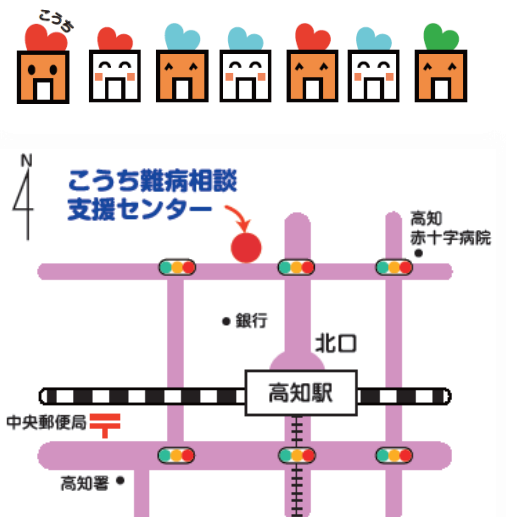 こうち
N
こうち難病相談
支援センター
高知
赤十字病院
銀行
北口
高知駅
中央郵便局
高知署